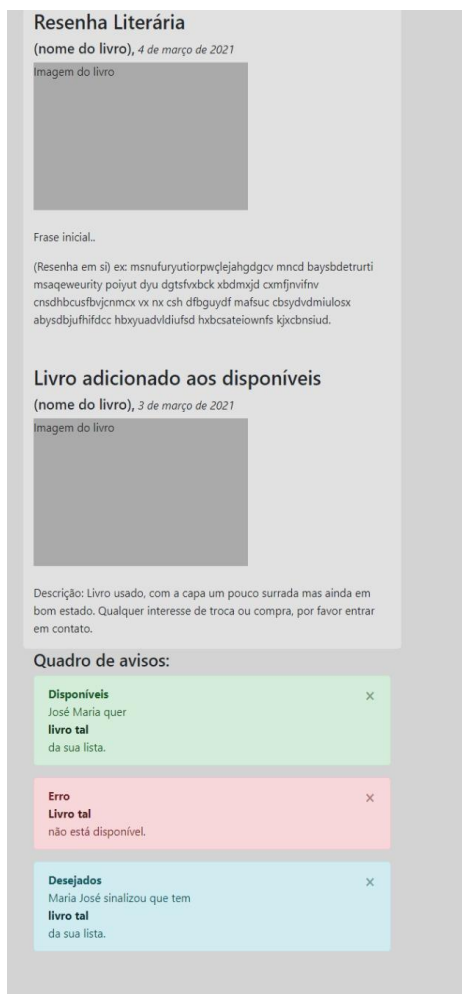 Resenha Literária
(nome do livro), 4 de março de 2021
Imagem do livro
Frase inicial..
(Resenha em si) ex: msnufuryutiorpwçlejahgdgcv mncd baysbdetrurti
msaqeweurity poiyut dyu dgtsfvxbck xbdmxjd cxmfjnvifnv
cnsdhbcusfbvjcnmcx vx nx csh dfbguydf mafsuc cbsydvdmiulosx
abysdbjufhifdcc hbxyuadvldiufsd hxbcsateiownfs kjxcbnsiud.
Livro adicionado aos disponíveis
(nome do livro), 3 de março de 2021
Imagem do livro
Descrição: Livro usado, com a capa um pouco surrada mas ainda em
bom estado. Qualquer interesse de troca ou compra, por favor entrar
em contato.
Quadro de avisos:
Disponíveis ×
José Maria quer
livro tal
da sua lista.
Erro ×
Livro tal
não está disponível.
Desejados ×
Maria José sinalizou que tem
livro tal
da sua lista.